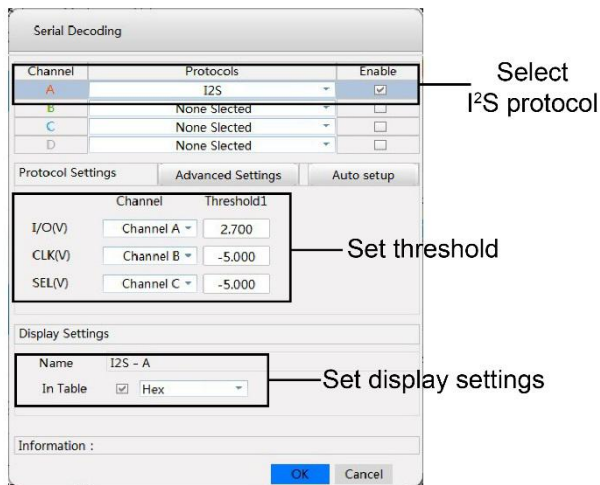 Serial Decoding
Channel Protocols Enable
A I2S
B None Slected
C None Slected
D None Slected
Select
I²S protocol
Protocol Settings Advanced Settings Auto setup
Channel Threshold1
I/O(V) Channel A 2.700
CLK(V) Channel B -5.000
SEL(V) Channel C -5.000
Set threshold
Display Settings
Name I2S - A
In Table Hex
Set display settings
Information :
OK Cancel